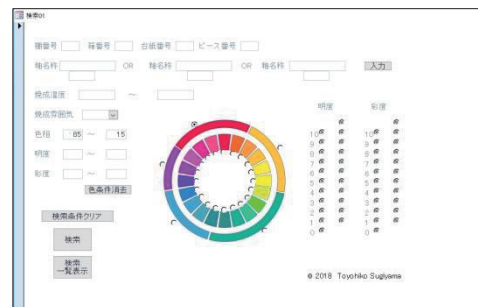 検索01
棚番号 箱番号 台紙番号 ピース番号
釉名称 OR 釉名称 OR 釉名称 入力
焼成温度 ～
焼成雰囲気
色相 85 ～ 15
明度 ～
彩度 ～
色条件消去
検索条件クリア
検索
検索
一覧表示
明度 彩度
10 10
9 9
8 8
7 7
6 6
5 5
4 4
3 3
2 2
1 1
0 0
© 2018 Toyohiko Sugiyama